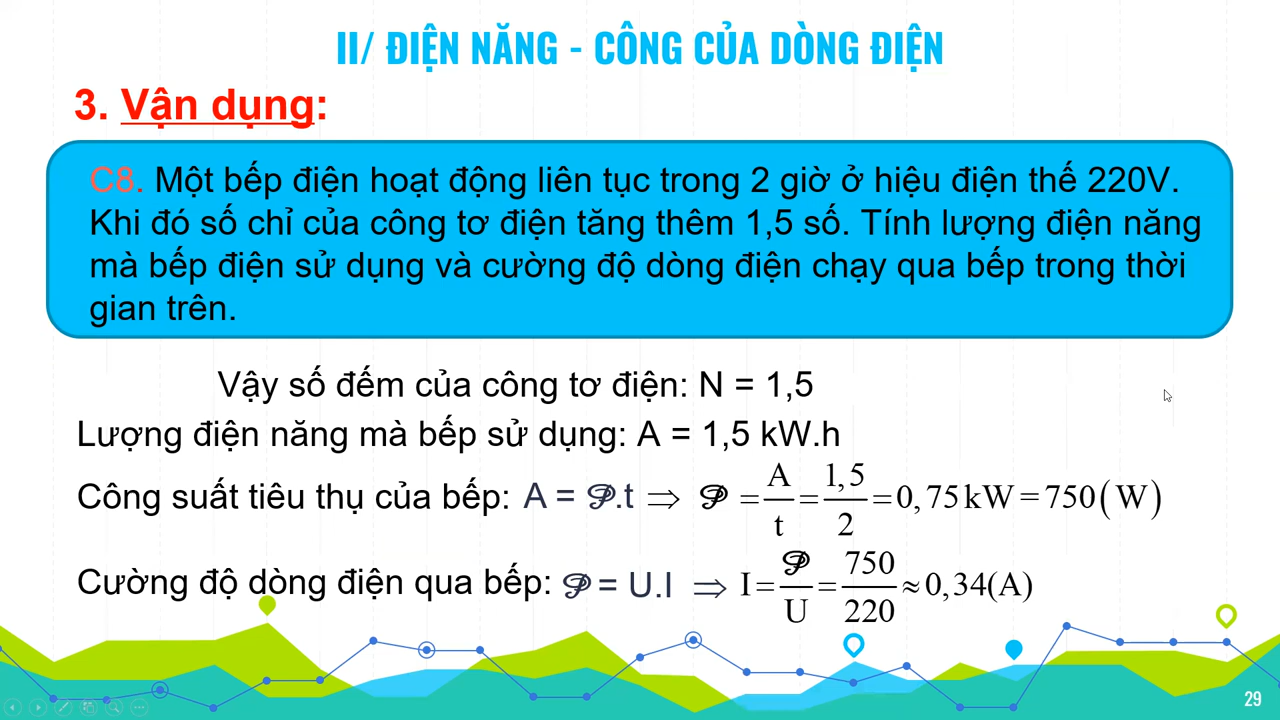 II/ ĐIỆN NĂNG - CÔNG CỦA DÒNG ĐIỆN
3. Vận dụng:
C8. Một bếp điện hoạt động liên tục trong 2 giờ ở hiệu điện thế 220V.
Khi đó số chỉ của công tơ điện tăng thêm 1,5 số. Tính lượng điện năng
mà bếp điện sử dụng và cường độ dòng điện chạy qua bếp trong thời
gian trên.
Vậy số đếm của công tơ điện: N = 1,5
Lượng điện năng mà bếp sử dụng: A = 1,5 kW.h
Công suất tiêu thụ của bếp: A = 𝒫.t ⇒ 𝒫 = A/t = 1,5/2 = 0,75kW = 750(W)
Cường độ dòng điện qua bếp: 𝒫 = U.I ⇒ I = 𝒫/U = 750/220 ≈ 0,34(A)
29